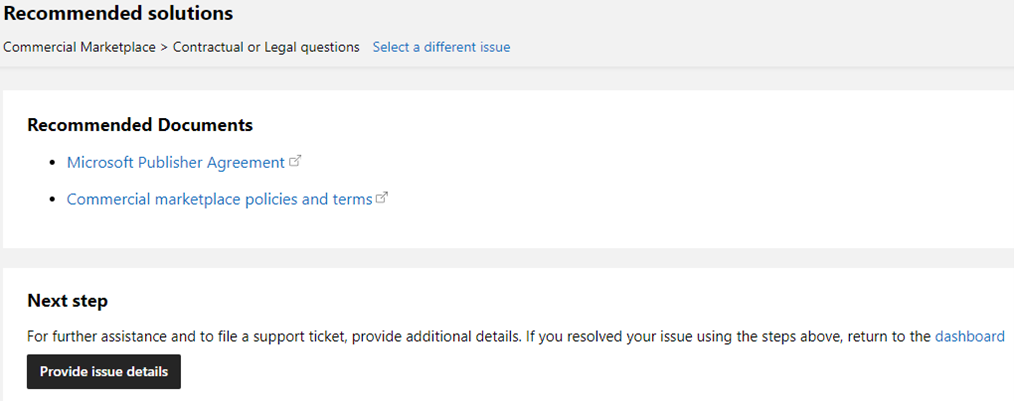 Recommended solutions
Commercial Marketplace > Contractual or Legal questions Select a different issue
Recommended Documents
• Microsoft Publisher Agreement
• Commercial marketplace policies and terms
Next step
For further assistance and to file a support ticket, provide additional details. If you resolved your issue using the steps above, return to the dashboard
Provide issue details